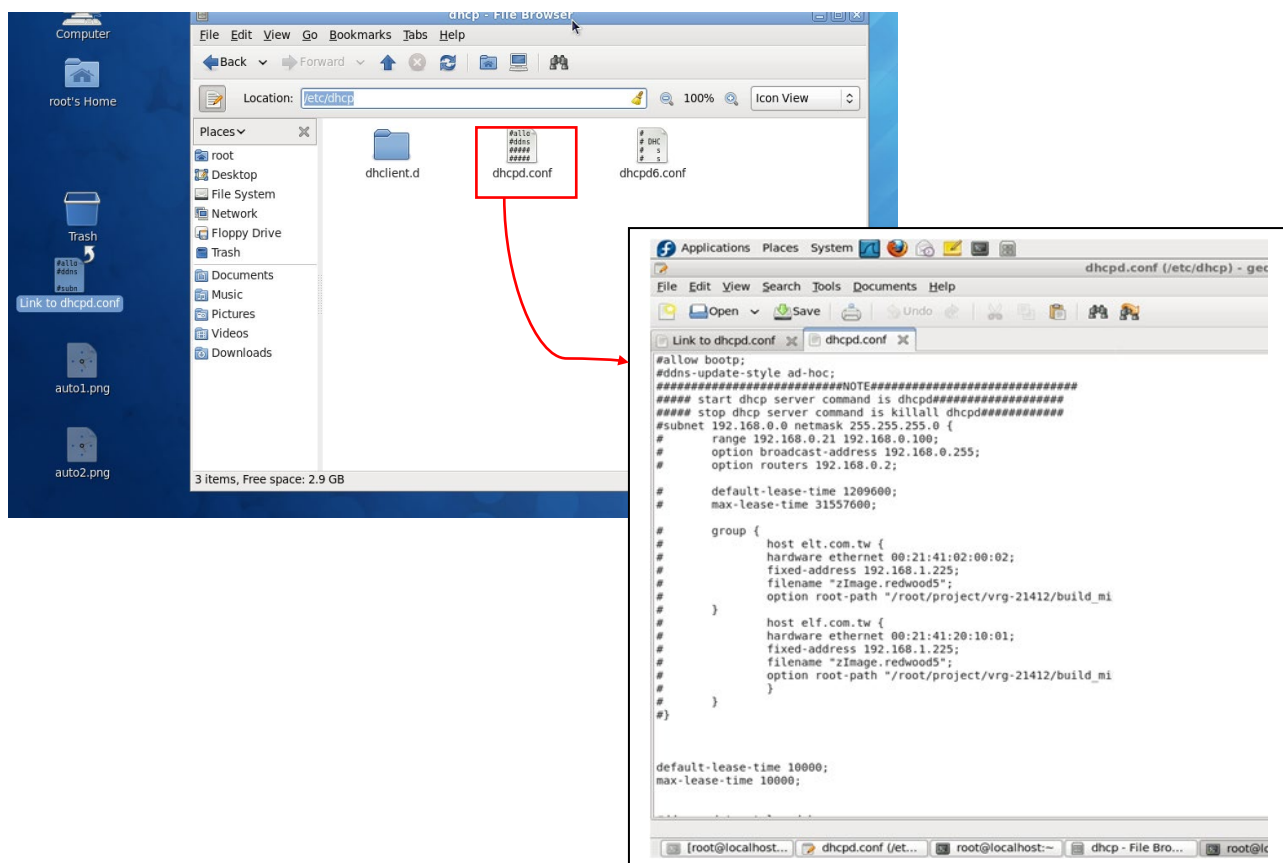 Computer
root's Home
Trash
#allo
#ddns
#subn
Link to dhcpd.conf
auto1.png
auto2.png
dhcp - File Browser
File Edit View Go Bookmarks Tabs Help
Back Forward
Location: /etc/dhcp 100% Icon View
Places
root
Desktop
File System
Network
Floppy Drive
Trash
Documents
Music
Pictures
Videos
Downloads
#allo
#ddns
#####
#####
dhclient.d dhcpd.conf dhcpd6.conf
#
# DHC
# s
# s
3 items, Free space: 2.9 GB
Applications Places System
dhcpd.conf (/etc/dhcp) - ged
File Edit View Search Tools Documents Help
Open Save Undo
Link to dhcpd.conf dhcpd.conf
#allow bootp;
#ddns-update-style ad-hoc;
###########################NOTE##############################
##### start dhcp server command is dhcpd###################
##### stop dhcp server command is killall dhcpd############
#subnet 192.168.0.0 netmask 255.255.255.0 {
# range 192.168.0.21 192.168.0.100;
# option broadcast-address 192.168.0.255;
# option routers 192.168.0.2;
# default-lease-time 1209600;
# max-lease-time 31557600;
# group {
# host elt.com.tw {
# hardware ethernet 00:21:41:02:00:02;
# fixed-address 192.168.1.225;
# filename "zImage.redwood5";
# option root-path "/root/project/vrg-21412/build_mi
# }
# host elf.com.tw {
# hardware ethernet 00:21:41:20:10:01;
# fixed-address 192.168.1.225;
# filename "zImage.redwood5";
# option root-path "/root/project/vrg-21412/build_mi
# }
# }
#}
default-lease-time 10000;
max-lease-time 10000;
[root@localhost... dhcpd.conf (/et... root@localhost:~ dhcp - File Bro... root@lo